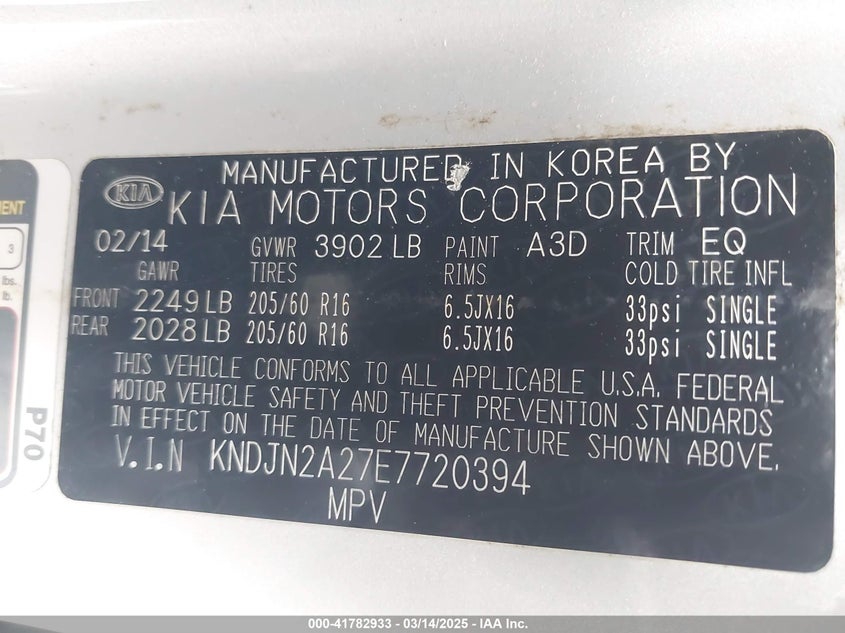 MANUFACTURED IN KOREA BY
KIA KIA MOTORS CORPORATION
02/14 GVWR 3902 LB PAINT A3D TRIM EQ
GAWR TIRES RIMS COLD TIRE INFL
FRONT 2249 LB 205/60 R16 6.5JX16 33psi SINGLE
REAR 2028 LB 205/60 R16 6.5JX16 33psi SINGLE
THIS VEHICLE CONFORMS TO ALL APPLICABLE U.S.A. FEDERAL
MOTOR VEHICLE SAFETY AND THEFT PREVENTION STANDARDS
IN EFFECT ON THE DATE OF MANUFACTURE SHOWN ABOVE.
V.I.N KNDJN2A27E7720394
MPV
3
lbs.
lb.
P70
000-41782933 - 03/14/2025 - IAA Inc.